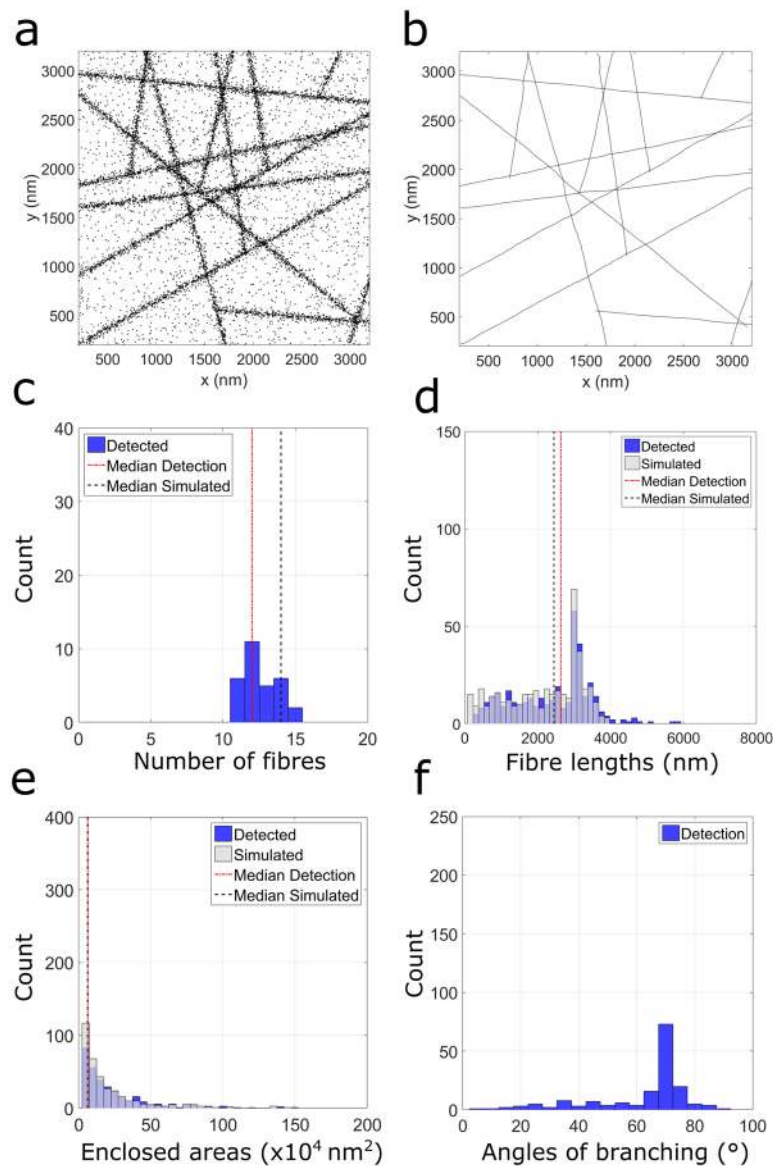 a
b
3000
2500
2000
1500
1000
500
y (nm)
500 1000 1500 2000 2500 3000
x (nm)
3000
2500
2000
1500
1000
500
y (nm)
500 1000 1500 2000 2500 3000
x (nm)
c
d
40
30
20
10
0
Count
Detected
Median Detection
Median Simulated
0 5 10 15 20
Number of fibres
150
100
50
0
Count
Detected
Simulated
Median Detection
Median Simulated
0 2000 4000 6000 8000
Fibre lengths (nm)
e
f
400
300
200
100
0
Count
Detected
Simulated
Median Detection
Median Simulated
0 50 100 150 200
Enclosed areas (x10⁴ nm²)
250
200
150
100
50
0
Count
Detection
0 20 40 60 80 100
Angles of branching (°)